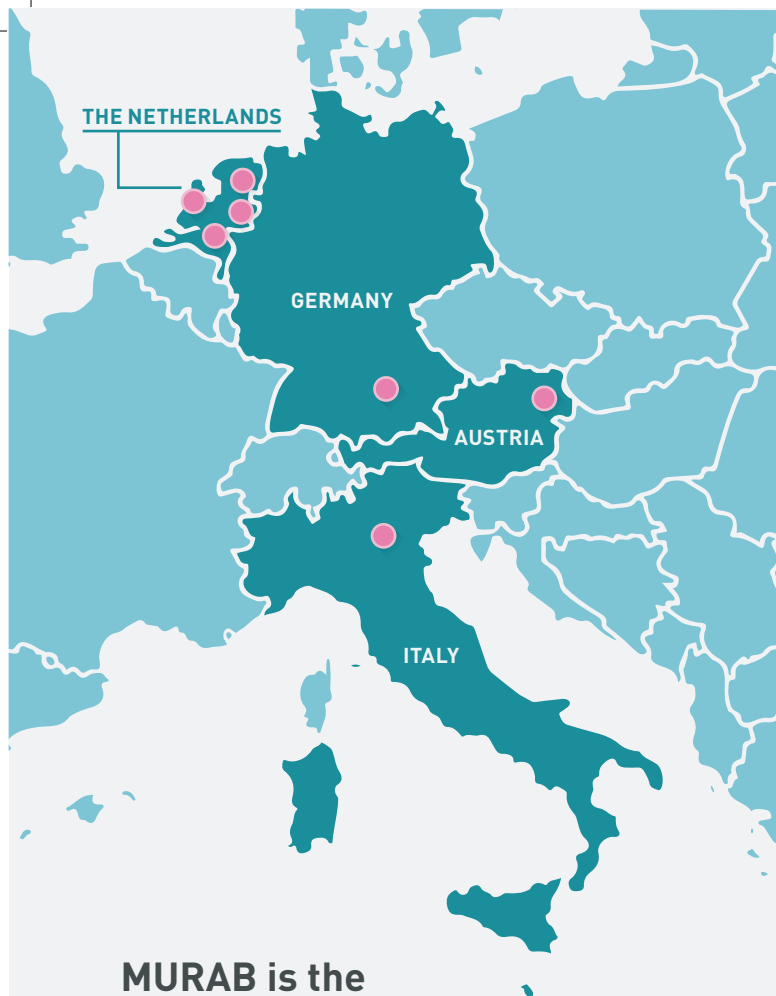 THE NETHERLANDS
GERMANY
AUSTRIA
ITALY
MURAB is the